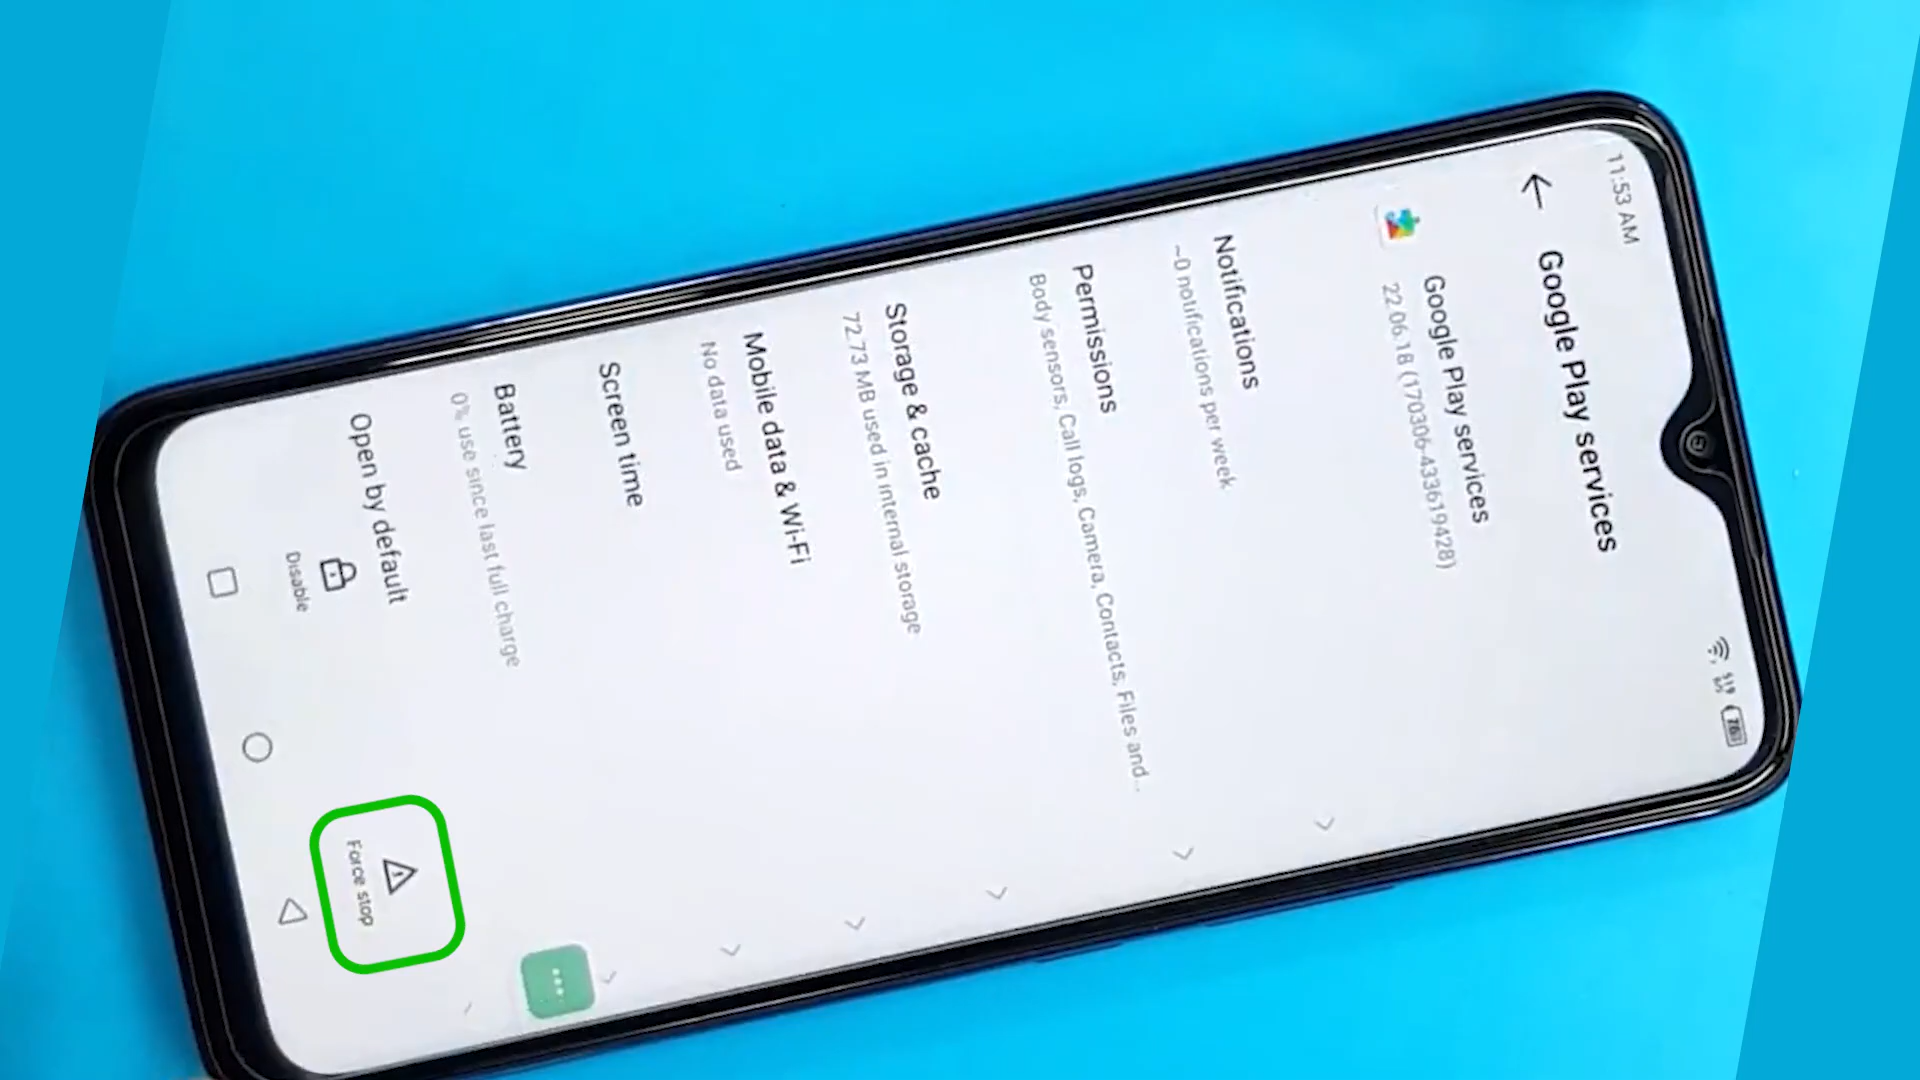 11:53 AM
Google Play services
Google Play services
22.06.18 (170306-433619428)
Notifications
~0 notifications per week
Permissions
Body sensors, Call logs, Camera, Contacts, Files and...
Storage & cache
72.73 MB used in internal storage
Mobile data & Wi-Fi
No data used
Screen time
Battery
0% use since last full charge
Open by default
Disable
Force stop